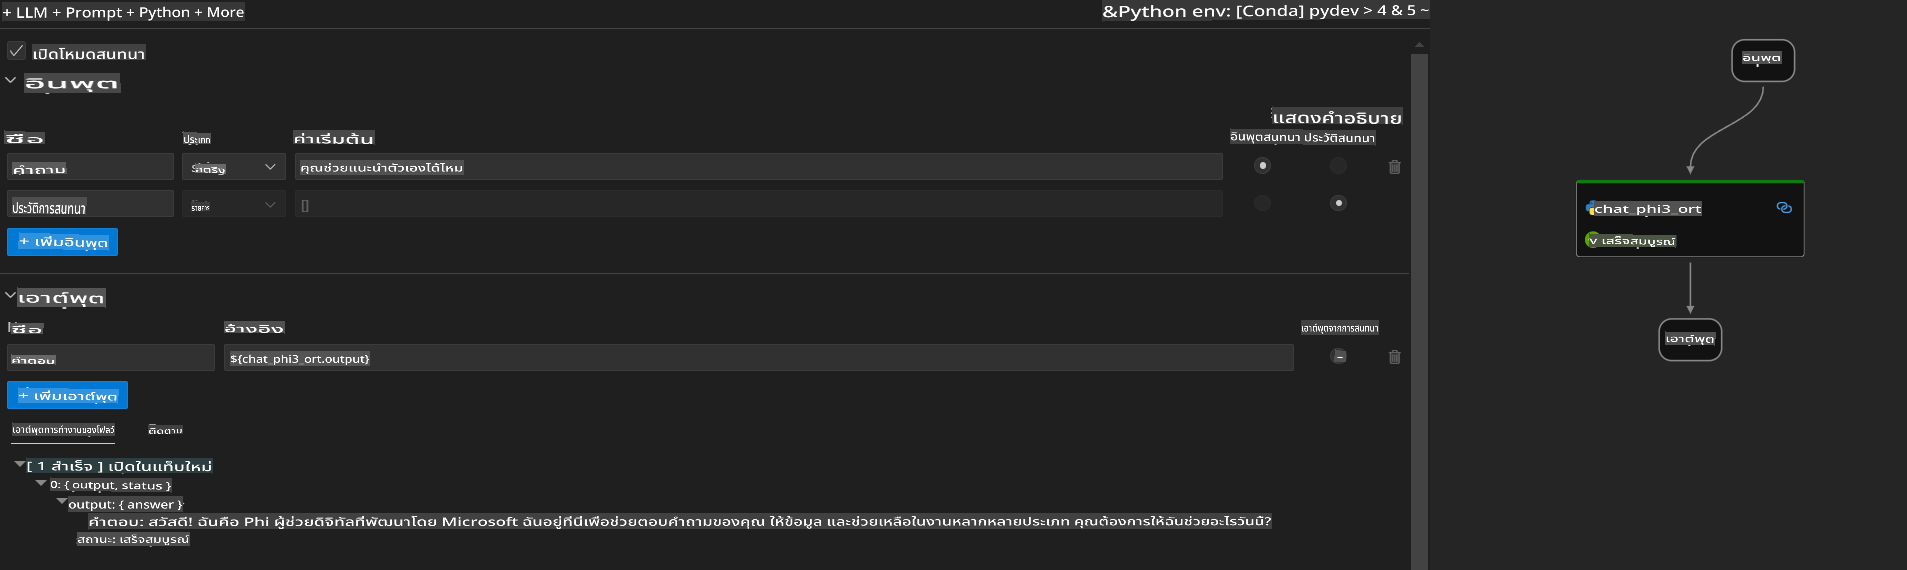 + LLM + Prompt + Python + More
&Python env: [Conda] pydev > 4 & 5 ~
เปิดโหมดสนทนา
อินพุต
แสดงคำอธิบาย
ชื่อ ประเภท ค่าเริ่มต้น อินพุตสนทนา ประวัติสนทนา
คำถาม สตริง คุณช่วยแนะนำตัวเองได้ไหม
ประวัติการสนทนา รายการ []
+ เพิ่มอินพุต
เอาต์พุต
ชื่อ อ้างอิง เอาต์พุตจากการสนทนา
คำตอบ ${chat_phi3_ort.output}
+ เพิ่มเอาต์พุต
เอาต์พุตการทำงานของโฟลว์ ติดตาม
[ 1 สำเร็จ ] เปิดในแท็บใหม่
0: { output, status }
output: { answer }
คำตอบ: สวัสดี! ฉันคือ Phi ผู้ช่วยดิจิทัลที่พัฒนาโดย Microsoft ฉันอยู่ที่นี่เพื่อช่วยตอบคำถามของคุณ ให้ข้อมูล และช่วยเหลือในงานหลากหลายประเภท คุณต้องการให้ฉันช่วยอะไรวันนี้?
สถานะ: เสร็จสมบูรณ์
อินพุต
chat_phi3_ort
v เสร็จสมบูรณ์
เอาต์พุต